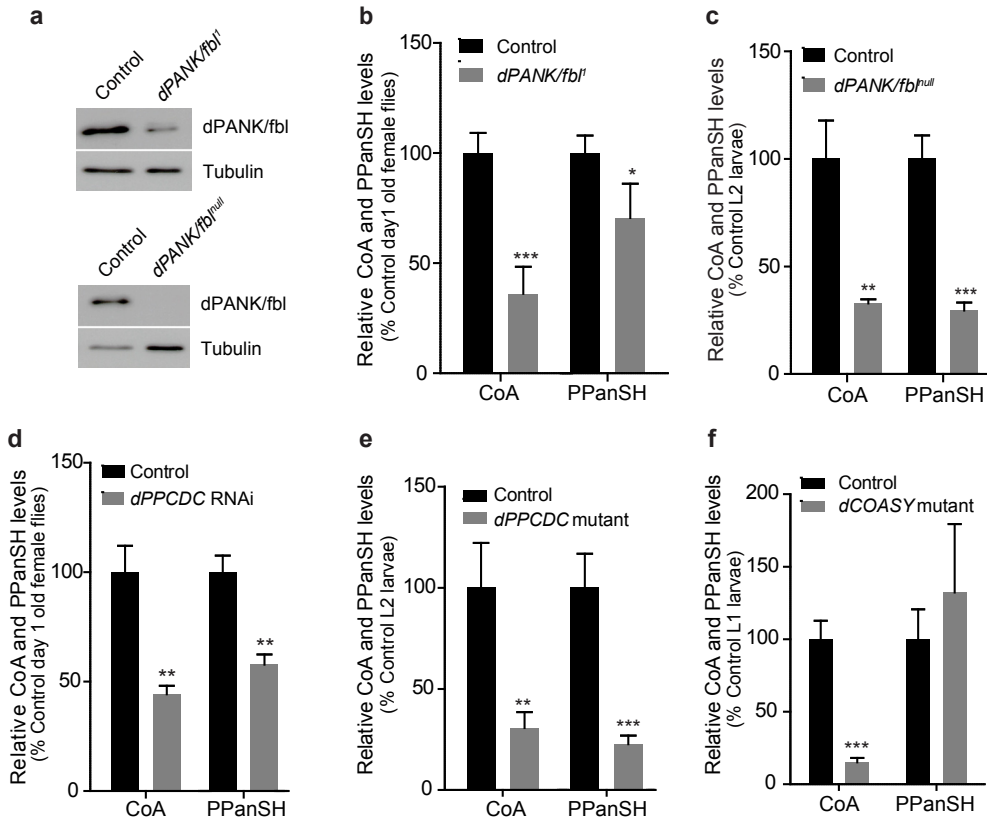 a
Control
dPANK/fbl¹
dPANK/fbl
Tubulin
Control
dPANK/fblⁿᵘˡˡ
dPANK/fbl
Tubulin
b
Relative CoA and PPanSH levels
(% Control day1 old female flies)
150
100
50
0
Control
dPANK/fbl¹
***
*
CoA
PPanSH
c
Relative CoA and PPanSH levels
(% Control L2 larvae)
150
100
50
0
Control
dPANK/fblⁿᵘˡˡ
**
***
CoA
PPanSH
d
Relative CoA and PPanSH levels
(% Control day 1 old female flies)
150
100
50
0
Control
dPPCDC RNAi
**
**
CoA
PPanSH
e
Relative CoA and PPanSH levels
(% Control L2 larvae)
150
100
50
0
Control
dPPCDC mutant
**
***
CoA
PPanSH
f
Relative CoA and PPanSH levels
(% Control L1 larvae)
200
150
100
50
0
Control
dCOASY mutant
***
CoA
PPanSH